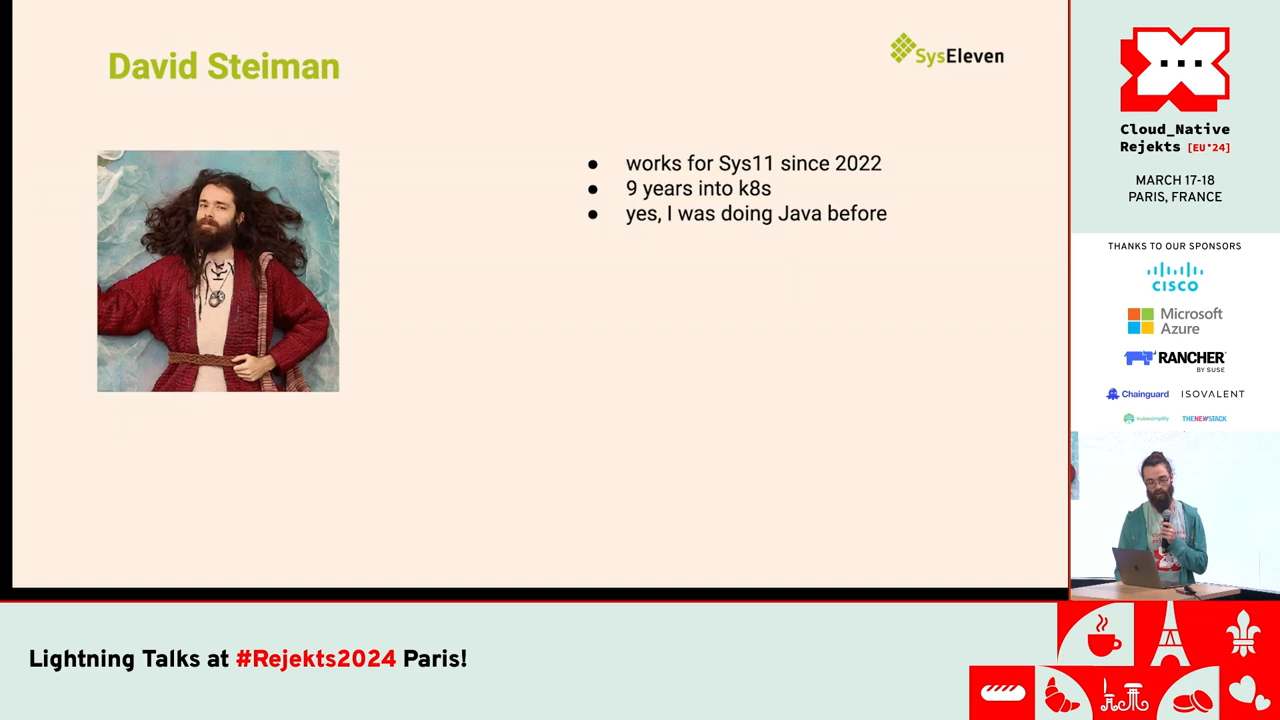 David Steiman
SysEleven
works for Sys11 since 2022
9 years into k8s
yes, I was doing Java before
Cloud_Native
Rejekts [EU*24]
MARCH 17-18
PARIS, FRANCE
THANKS TO OUR SPONSORS
CISCO
Microsoft
Azure
RANCHER
BY SUSE
Chainguard
ISOVALENT
Kubesimplify
THENEWSTACK
Lightning Talks at #Rejekts2024 Paris!